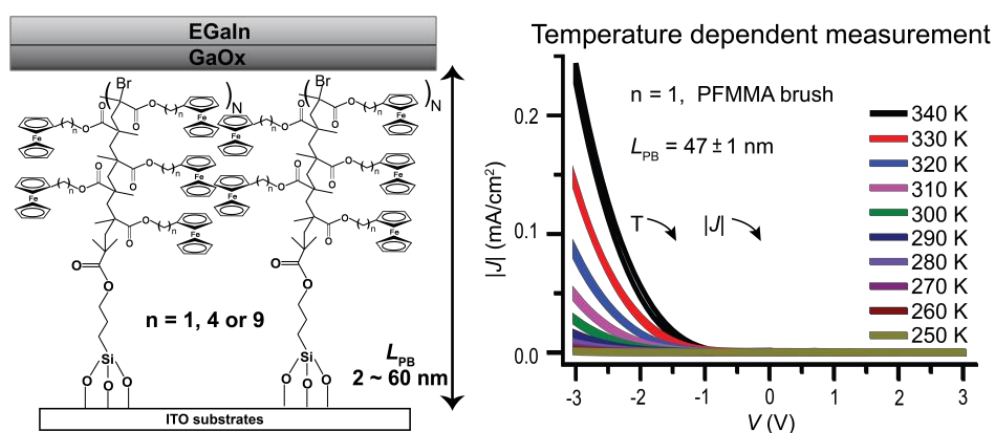 EGaIn
GaOx
Br
O
O
O
O
N
N
Fe
n
n = 1, 4 or 9
L_PB
2 ~ 60 nm
Si
O O O
Si
O O O
ITO substrates
Temperature dependent measurement
n = 1, PFMMA brush
L_PB = 47 ± 1 nm
T |J|
340 K
330 K
320 K
310 K
300 K
290 K
280 K
270 K
260 K
250 K
|J| (mA/cm²)
0.2
0.1
0.0
-3 -2 -1 0 1 2 3
V (V)